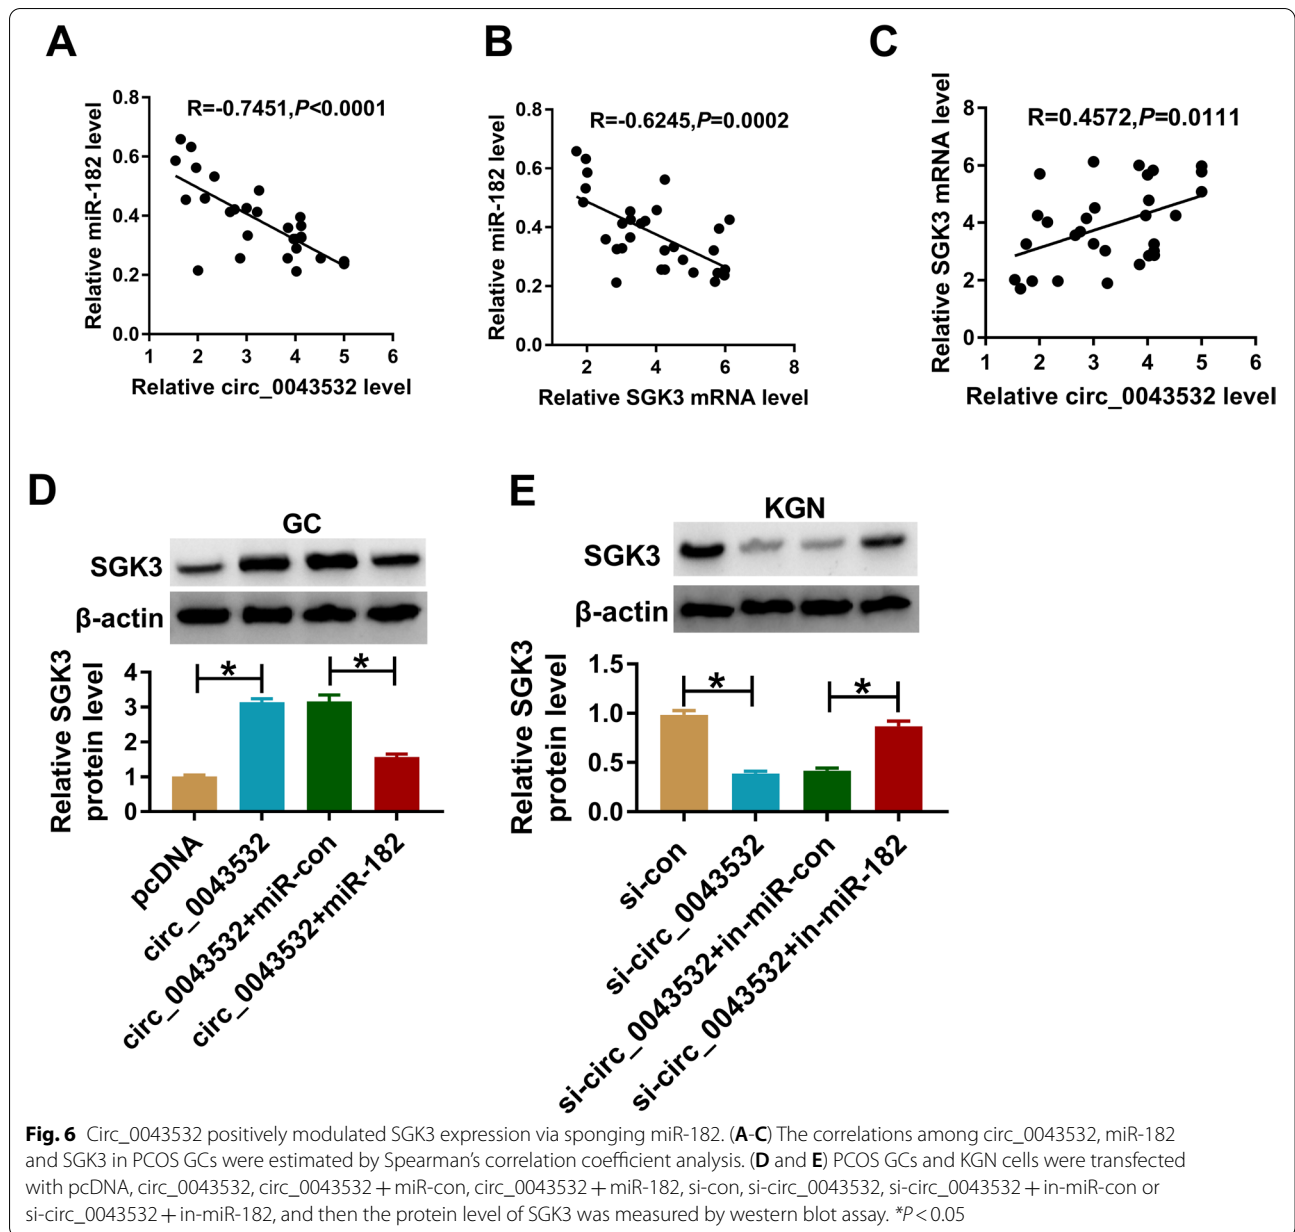 A
R=-0.7451,P<0.0001
Relative miR-182 level
0.8
0.6
0.4
0.2
0.0
1 2 3 4 5 6
Relative circ_0043532 level
B
R=-0.6245,P=0.0002
Relative miR-182 level
0.8
0.6
0.4
0.2
0.0
2 4 6 8
Relative SGK3 mRNA level
C
R=0.4572,P=0.0111
Relative SGK3 mRNA level
8
6
4
2
0
1 2 3 4 5 6
Relative circ_0043532 level
D
GC
SGK3
β-actin
Relative SGK3
protein level
4
3
2
1
0
*
*
pcDNA
circ_0043532
circ_0043532+miR-con
circ_0043532+miR-182
E
KGN
SGK3
β-actin
Relative SGK3
protein level
1.5
1.0
0.5
0.0
*
*
si-con
si-circ_0043532
si-circ_0043532+in-miR-con
si-circ_0043532+in-miR-182
Fig. 6 Circ_0043532 positively modulated SGK3 expression via sponging miR-182. (A-C) The correlations among circ_0043532, miR-182
and SGK3 in PCOS GCs were estimated by Spearman's correlation coefficient analysis. (D and E) PCOS GCs and KGN cells were transfected
with pcDNA, circ_0043532, circ_0043532 + miR-con, circ_0043532 + miR-182, si-con, si-circ_0043532, si-circ_0043532 + in-miR-con or
si-circ_0043532 + in-miR-182, and then the protein level of SGK3 was measured by western blot assay. *P < 0.05